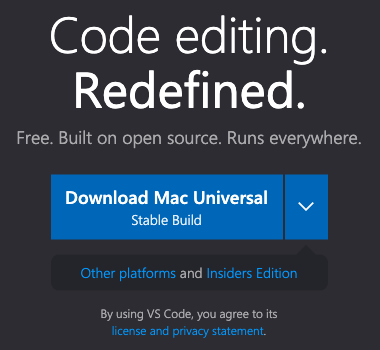 Code editing.
Redefined.
Free. Built on open source. Runs everywhere.
Download Mac Universal
Stable Build
Other platforms and Insiders Edition
By using VS Code, you agree to its
license and privacy statement.